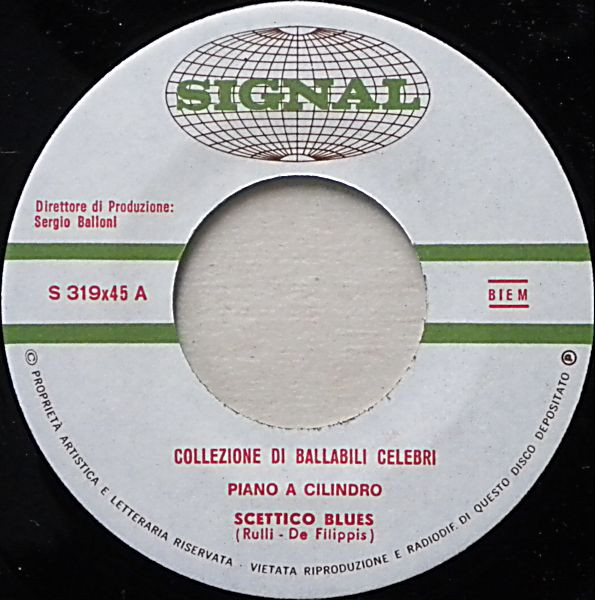 SIGNAL
Direttore di Produzione:
Sergio Balloni
S 319x45 A
BIEM
COLLEZIONE DI BALLABILI CELEBRI
PIANO A CILINDRO
SCETTICO BLUES
(Rulli - De Filippis)
© PROPRIETÀ ARTISTICA E LETTERARIA RISERVATA - VIETATA RIPRODUZIONE E RADIODIF. DI QUESTO DISCO DEPOSITATO ℗